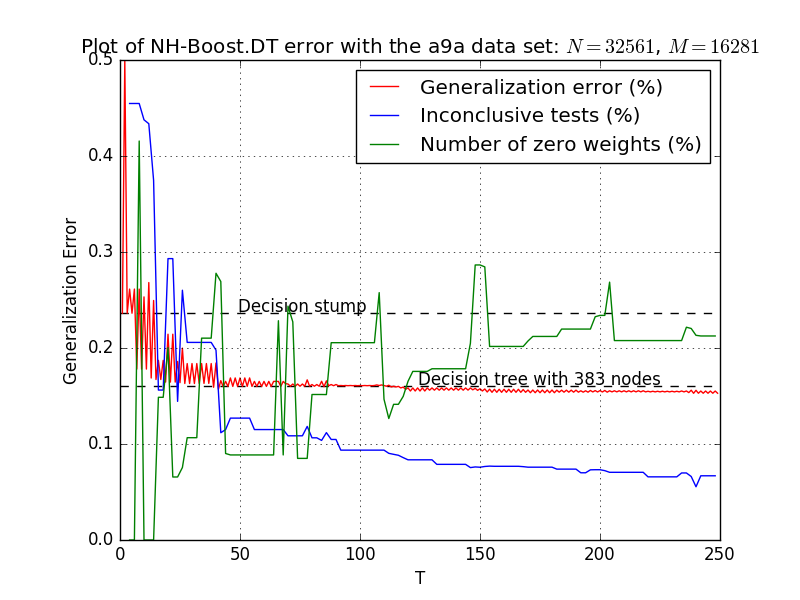 Plot of NH-Boost.DT error with the a9a data set: N = 32561, M = 16281
Generalization error (%)
Inconclusive tests (%)
Number of zero weights (%)
Decision stump
Decision tree with 383 nodes
Generalization Error
0.5
0.4
0.3
0.2
0.1
0.0
0 50 100 150 200 250
T